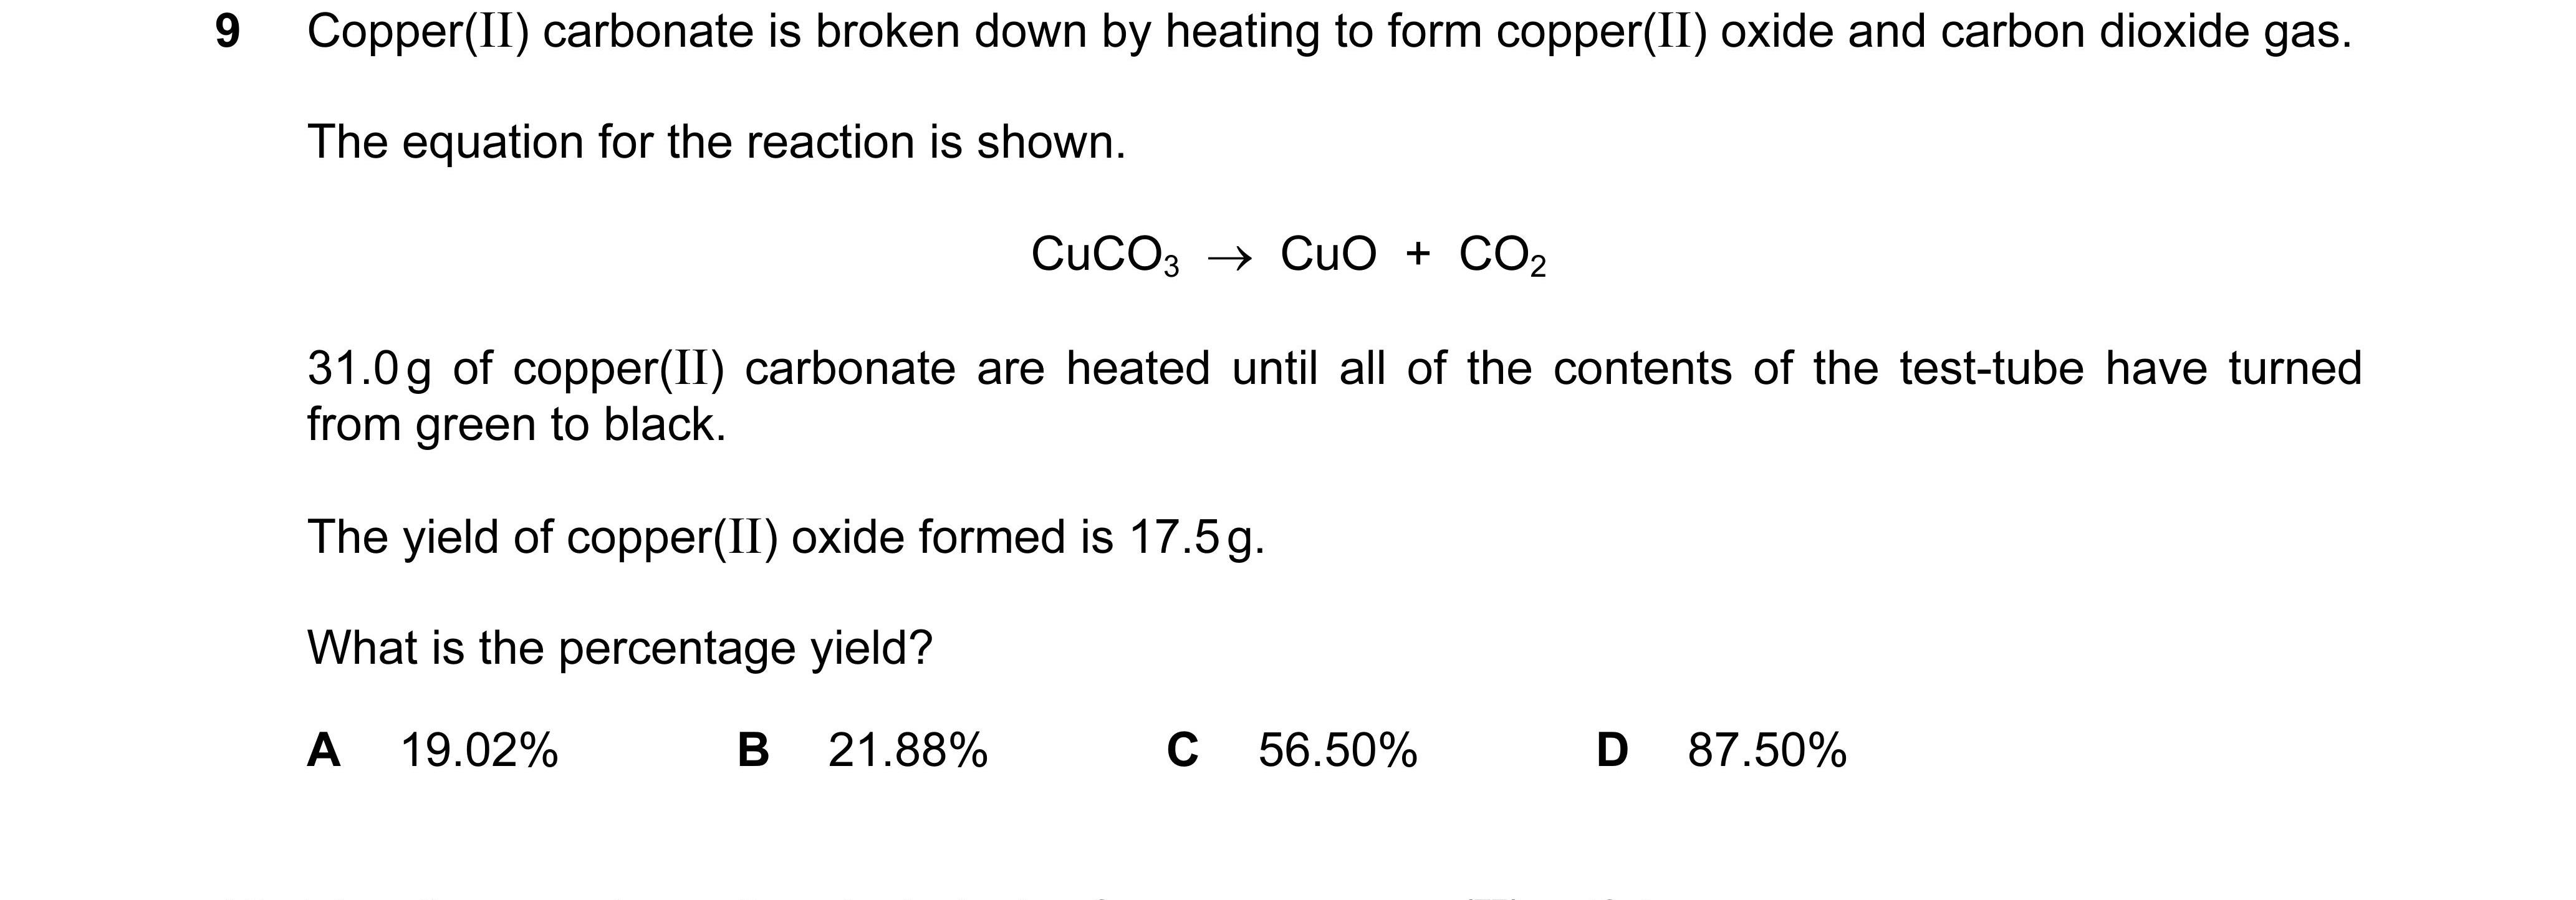 9 Copper(II) carbonate is broken down by heating to form copper(II) oxide and carbon dioxide gas.
The equation for the reaction is shown.
CuCO₃ → CuO + CO₂
31.0 g of copper(II) carbonate are heated until all of the contents of the test-tube have turned
from green to black.
The yield of copper(II) oxide formed is 17.5 g.
What is the percentage yield?
A 19.02% B 21.88% C 56.50% D 87.50%